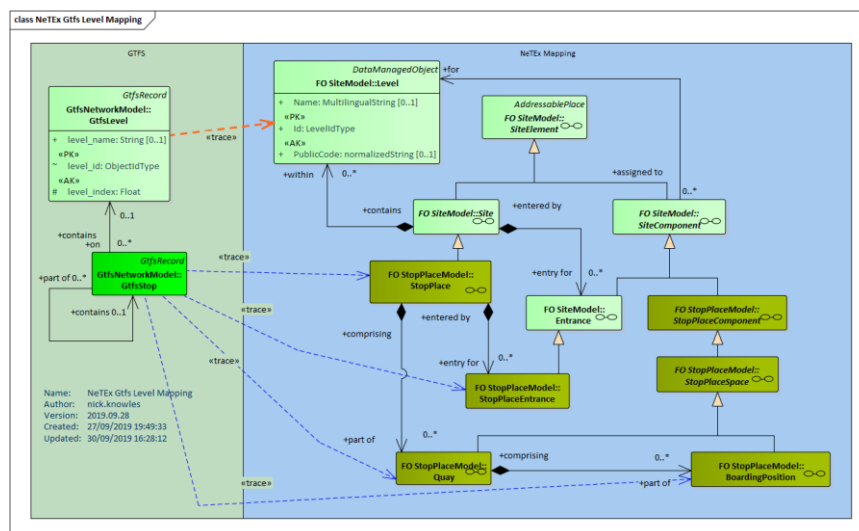 class NeTEx Gtfs Level Mapping
GTFS
NeTEx Mapping
GtfsRecord
GtfsNetworkModel::
GtfsLevel
+ level_name: String [0..1]
«PK»
~ level_id: ObjectIdType
«AK»
# level_index: Float
«trace»
DataManagedObject
FO SiteModel::Level
+ Name: MultilingualString [0..1]
«PK»
+ Id: LevelIdType
«AK»
+ PublicCode: normalizedString [0..1]
+for
AddressablePlace
FO SiteModel::
SiteElement
+within
0..*
+assigned to
0..*
+contains
FO SiteModel::Site
+entered by
FO SiteModel::
SiteComponent
0..1
+contains
+on
0..*
GtfsRecord
GtfsNetworkModel::
GtfsStop
+part of 0..*
+contains 0..1
«trace»
FO StopPlaceModel::
StopPlace
+entry for
0..*
FO SiteModel::
Entrance
FO StopPlaceModel::
StopPlaceComponent
+comprising
+entered by
«trace»
«trace»
+entry for
0..*
FO StopPlaceModel::
StopPlaceEntrance
FO StopPlaceModel::
StopPlaceSpace
Name: NeTEx Gtfs Level Mapping
Author: nick.knowles
Version: 2019.09.28
Created: 27/09/2019 19:49:33
Updated: 30/09/2019 16:28:12
+part of
0..*
FO StopPlaceModel::
Quay
+comprising
0..*
FO StopPlaceModel::
BoardingPosition
+part of
«trace»